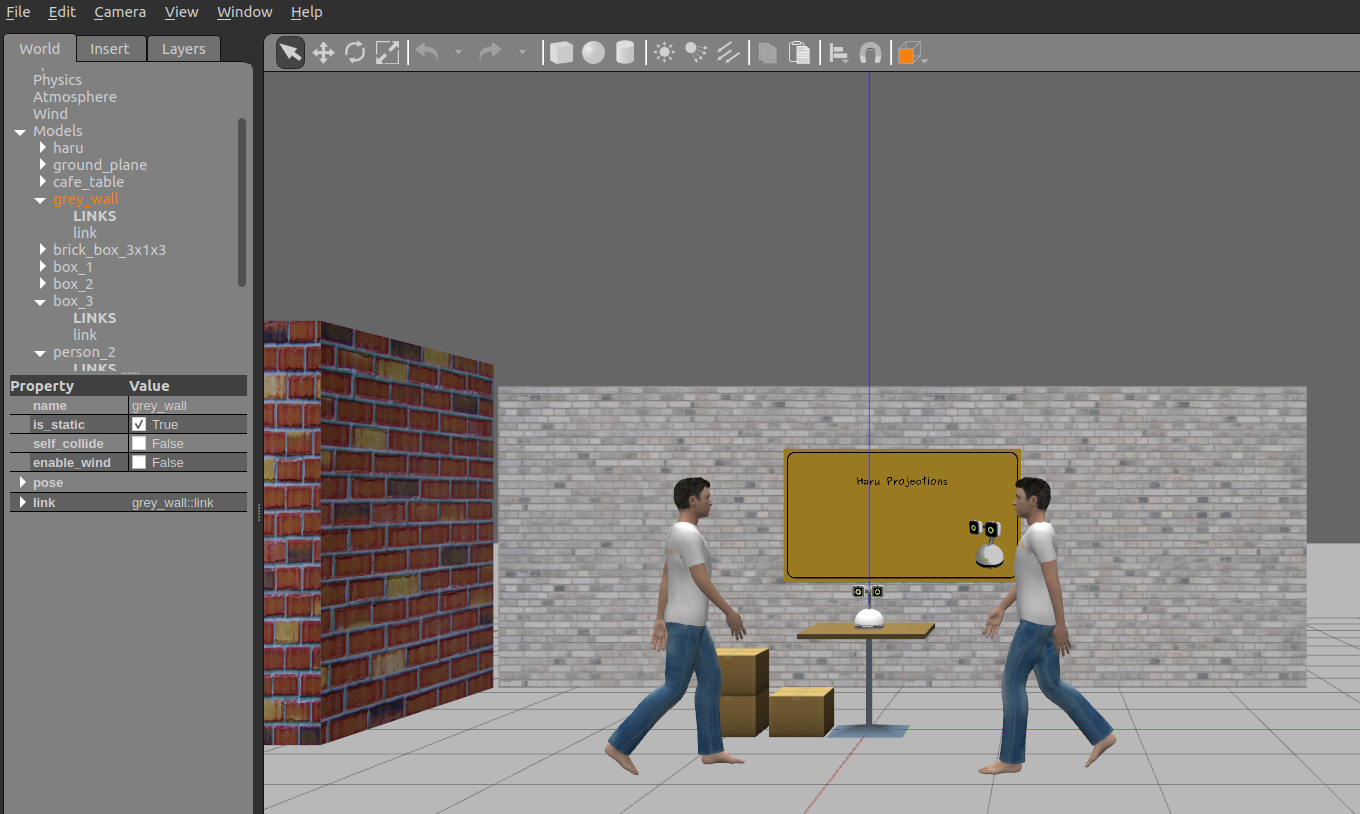 File Edit Camera View Window Help
World Insert Layers
Physics
Atmosphere
Wind
Models
haru
ground_plane
cafe_table
grey_wall
LINKS
link
brick_box_3x1x3
box_1
box_2
box_3
LINKS
link
person_2
LINKS
Property Value
name grey_wall
is_static True
self_collide False
enable_wind False
pose
link grey_wall::link
Haru Projections